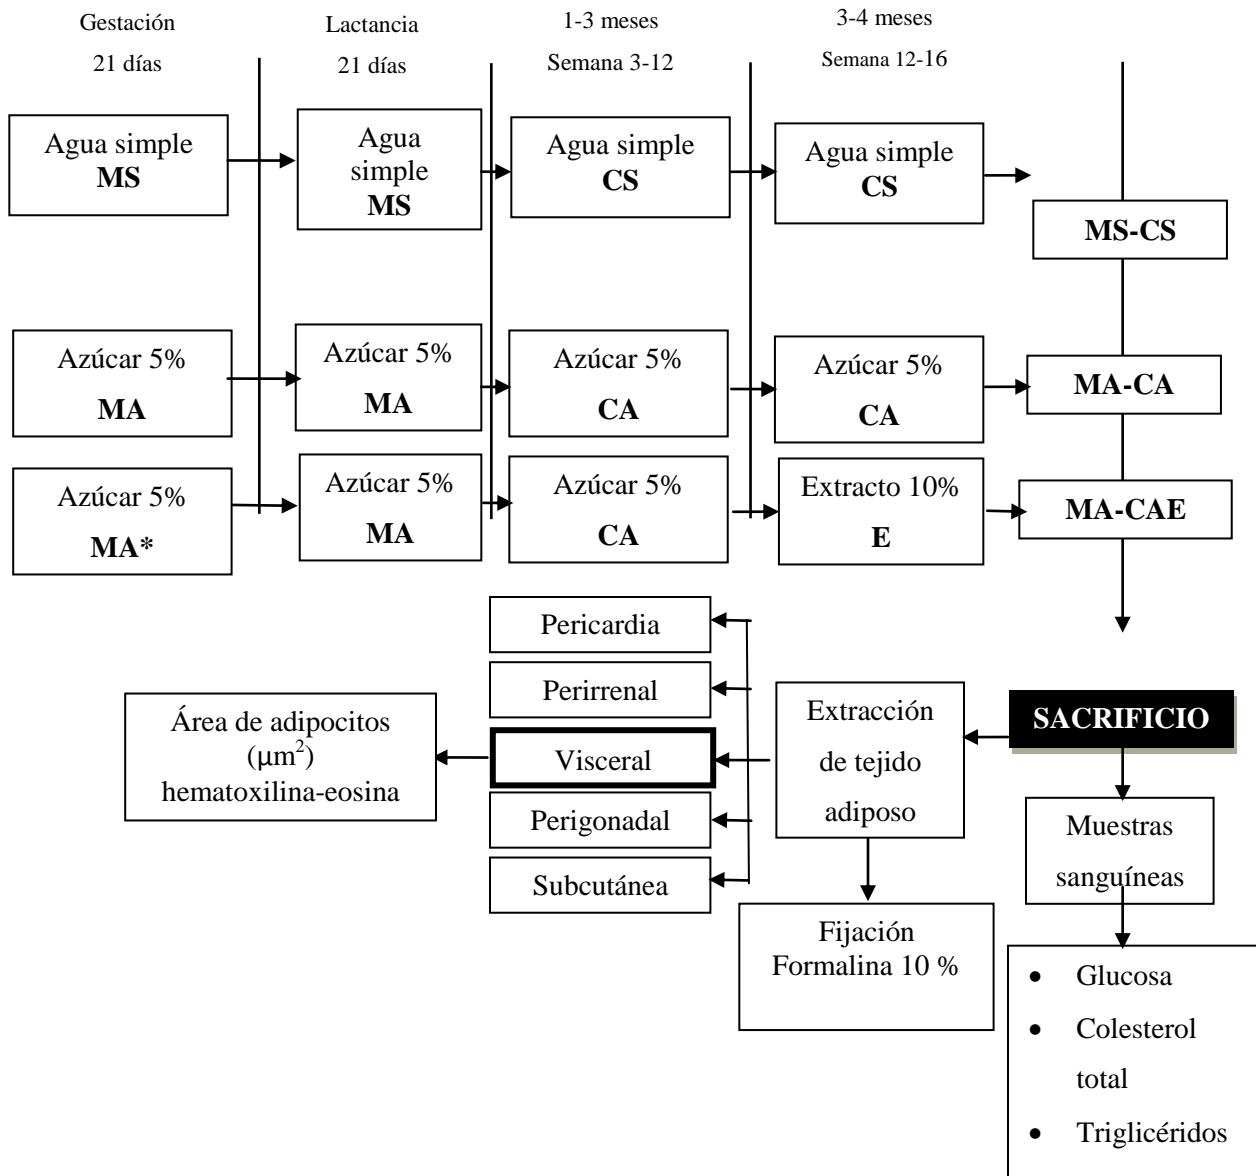 Gestación
21 días
Lactancia
21 días
1-3 meses
Semana 3-12
3-4 meses
Semana 12-16
Agua simple
MS
Agua
simple
MS
Agua simple
CS
Agua simple
CS
MS-CS
Azúcar 5%
MA
Azúcar 5%
MA
Azúcar 5%
CA
Azúcar 5%
CA
MA-CA
Azúcar 5%
MA*
Azúcar 5%
MA
Azúcar 5%
CA
Extracto 10%
E
MA-CAE
SACRIFICIO
Extracción
de tejido
adiposo
Pericardia
Perirrenal
Visceral
Perigonadal
Subcutánea
Área de adipocitos
(µm²)
hematoxilina-eosina
Fijación
Formalina 10 %
Muestras
sanguíneas
• Glucosa
• Colesterol
total
• Triglicéridos